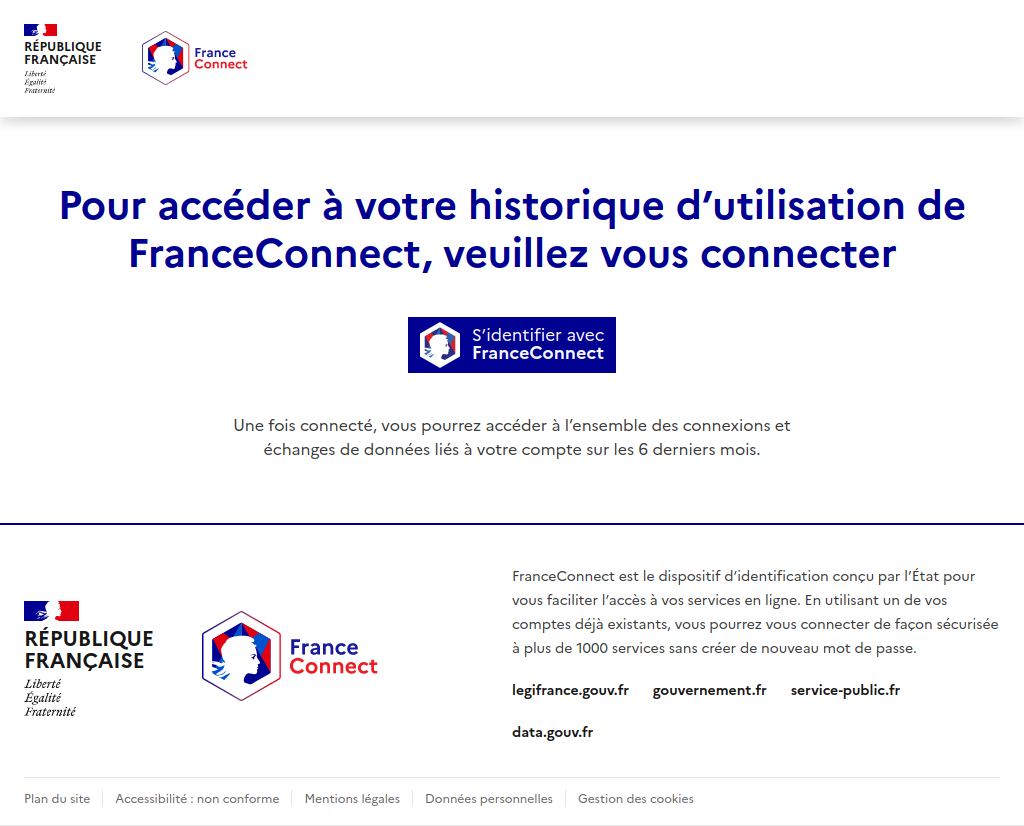 RÉPUBLIQUE
FRANÇAISE
Liberté
Égalité
Fraternité
France
Connect
Pour accéder à votre historique d’utilisation de
FranceConnect, veuillez vous connecter
S’identifier avec
FranceConnect
Une fois connecté, vous pourrez accéder à l’ensemble des connexions et
échanges de données liés à votre compte sur les 6 derniers mois.
RÉPUBLIQUE
FRANÇAISE
Liberté
Égalité
Fraternité
France
Connect
FranceConnect est le dispositif d’identification conçu par l’État pour
vous faciliter l’accès à vos services en ligne. En utilisant un de vos
comptes déjà existants, vous pourrez vous connecter de façon sécurisée
à plus de 1000 services sans créer de nouveau mot de passe.
legifrance.gouv.fr gouvernement.fr service-public.fr
data.gouv.fr
Plan du site Accessibilité : non conforme Mentions légales Données personnelles Gestion des cookies